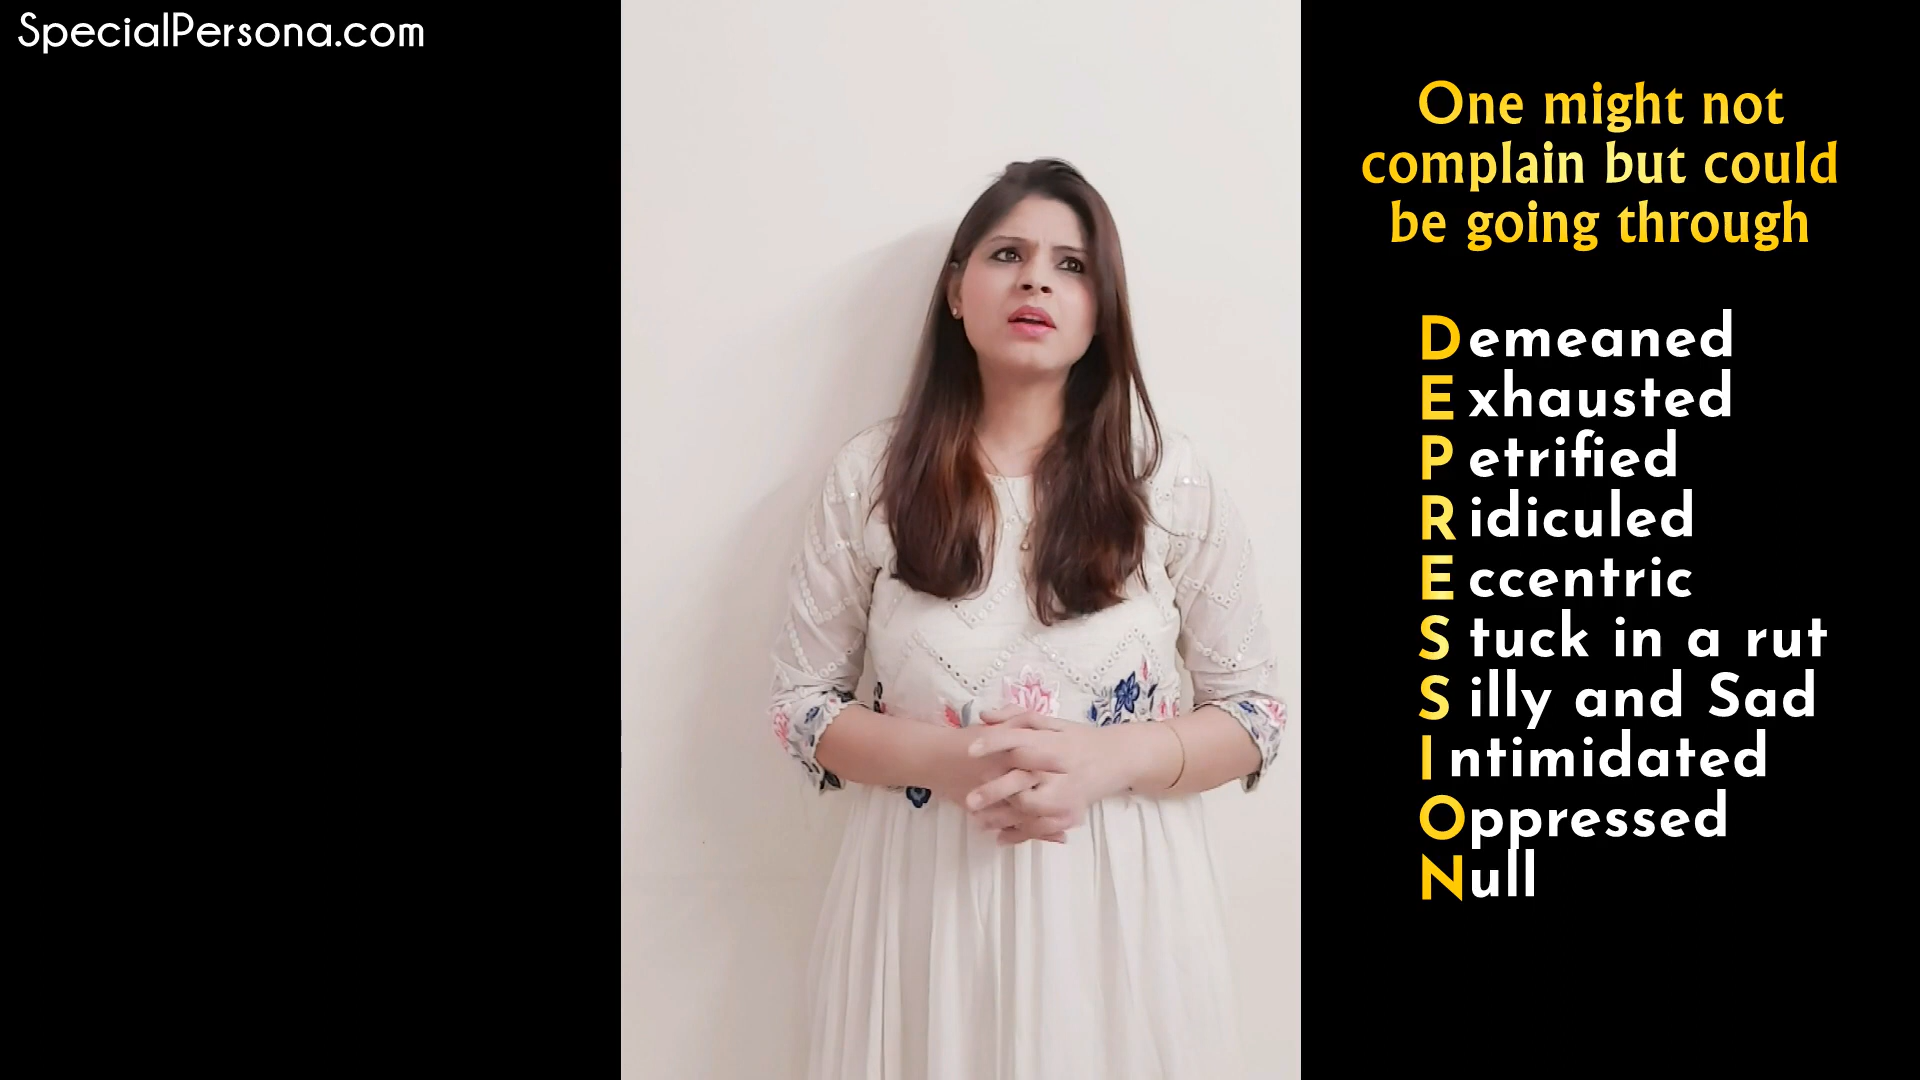 SpecialPersona.com
One might not
complain but could
be going through
Demeaned
Exhausted
Petrified
Ridiculed
Eccentric
Stuck in a rut
Silly and Sad
Intimidated
Oppressed
Null